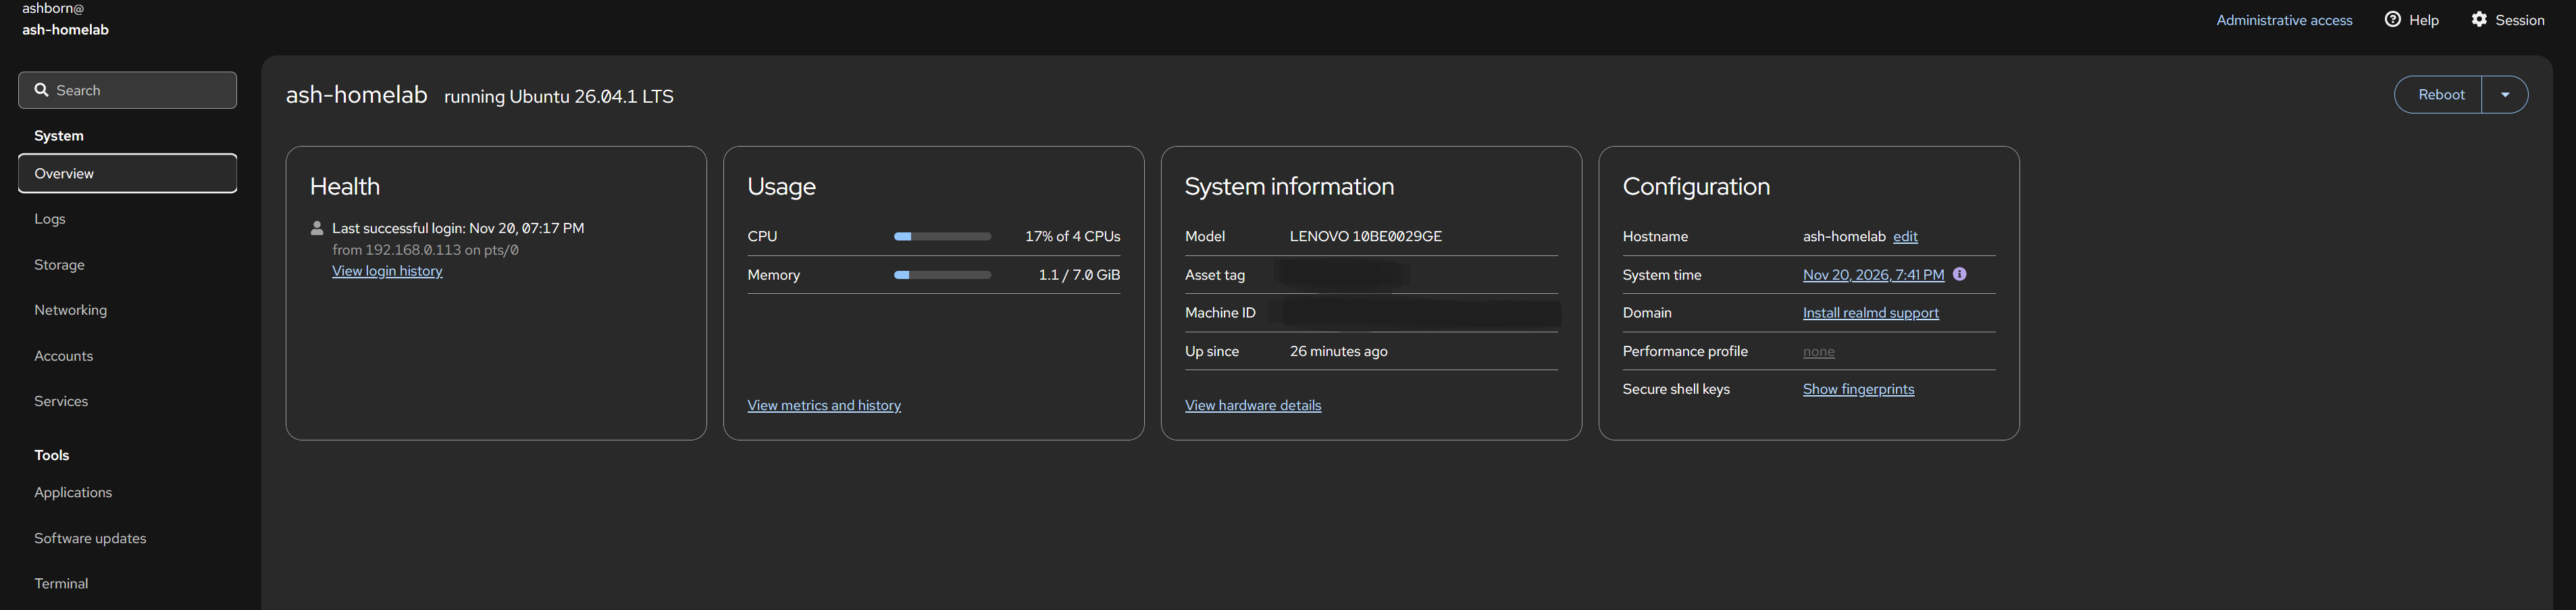 ashborn@
ash-homelab
Administrative access
Help
Session
Search
System
Overview
Logs
Storage
Networking
Accounts
Services
Tools
Applications
Software updates
Terminal
ash-homelab running Ubuntu 26.04.1 LTS
Reboot
Health
Last successful login: Nov 20, 07:17 PM
from 192.168.0.113 on pts/0
View login history
Usage
CPU 17% of 4 CPUs
Memory 1.1 / 7.0 GiB
View metrics and history
System information
Model LENOVO 10BE0029GE
Asset tag
Machine ID
Up since 26 minutes ago
View hardware details
Configuration
Hostname ash-homelab edit
System time Nov 20, 2026, 7:41 PM
Domain Install realmd support
Performance profile none
Secure shell keys Show fingerprints